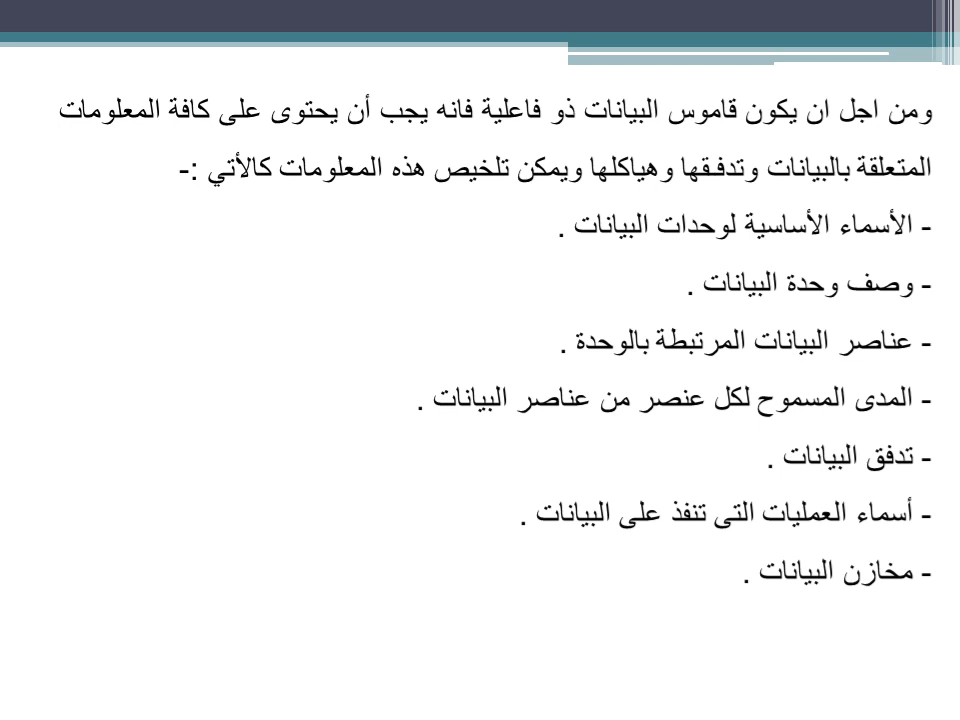 ومن اجل ان يكون قاموس البيانات ذو فاعلية فانه يجب أن يحتوى على كافة المعلومات
المتعلقة بالبيانات وتدفـقها وهياكلها ويمكن تلخيص هذه المعلومات كالأتي :-
- الأسماء الأساسية لوحدات البيانات .
- وصف وحدة البيانات .
- عناصر البيانات المرتبطة بالوحدة .
- المدى المسموح لكل عنصر من عناصر البيانات .
- تدفق البيانات .
- أسماء العمليات التى تنفذ على البيانات .
- مخازن البيانات .